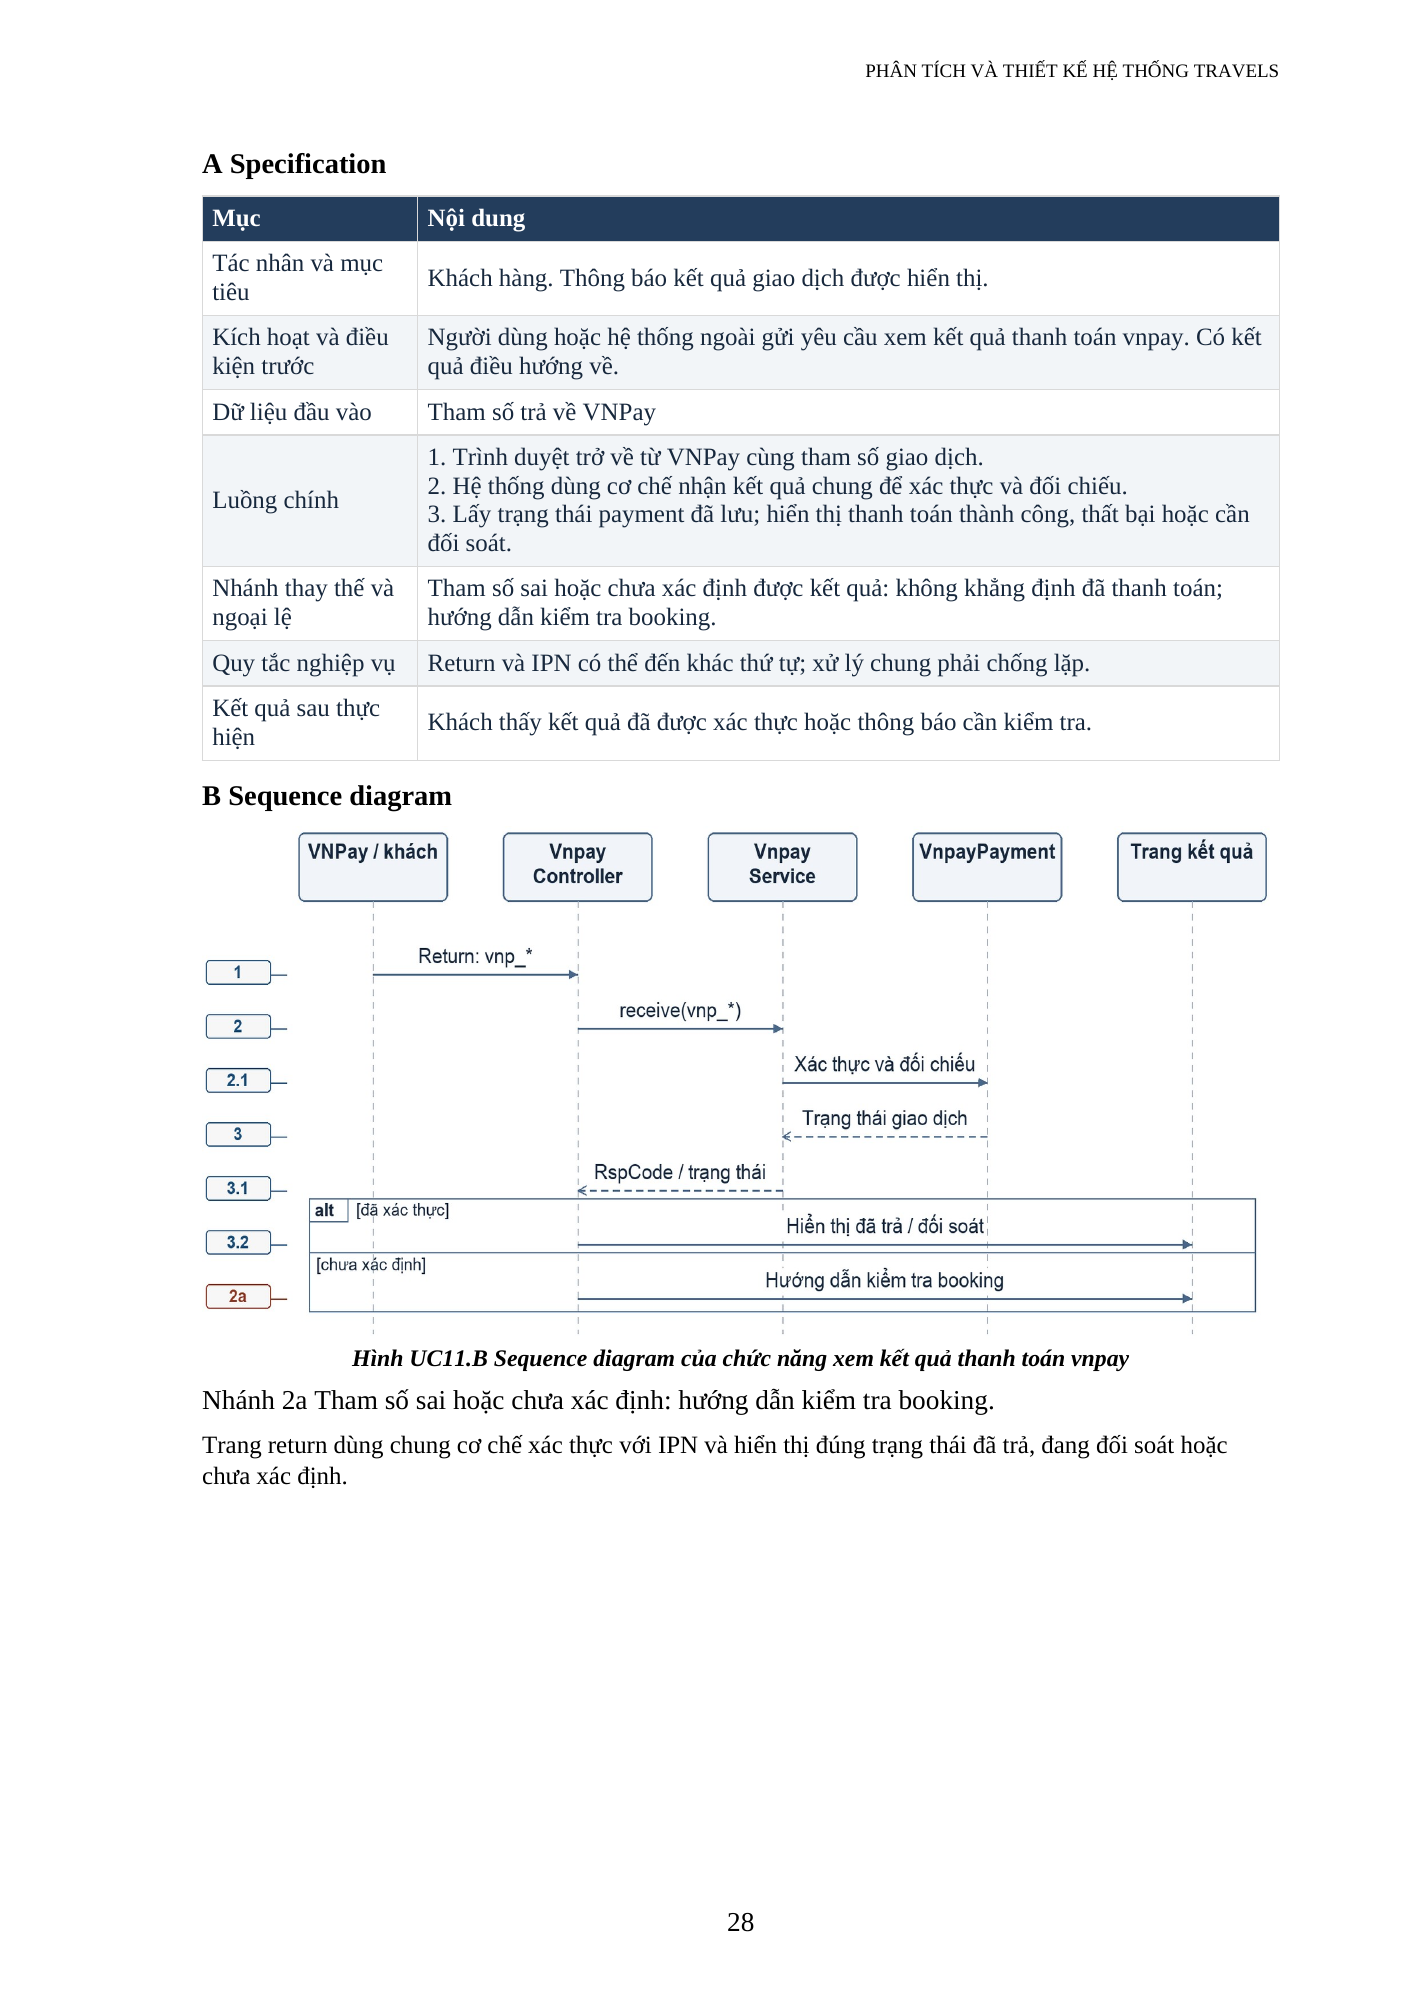 PHÂN TÍCH VÀ THIẾT KẾ HỆ THỐNG TRAVELS
A Specification
Mục
Nội dung
Tác nhân và mục
tiêu
Khách hàng. Thông báo kết quả giao dịch được hiển thị.
Kích hoạt và điều
kiện trước
Người dùng hoặc hệ thống ngoài gửi yêu cầu xem kết quả thanh toán vnpay. Có kết
quả điều hướng về.
Dữ liệu đầu vào
Tham số trả về VNPay
Luồng chính
1. Trình duyệt trở về từ VNPay cùng tham số giao dịch.
2. Hệ thống dùng cơ chế nhận kết quả chung để xác thực và đối chiếu.
3. Lấy trạng thái payment đã lưu; hiển thị thanh toán thành công, thất bại hoặc cần
đối soát.
Nhánh thay thế và
ngoại lệ
Tham số sai hoặc chưa xác định được kết quả: không khẳng định đã thanh toán;
hướng dẫn kiểm tra booking.
Quy tắc nghiệp vụ
Return và IPN có thể đến khác thứ tự; xử lý chung phải chống lặp.
Kết quả sau thực
hiện
Khách thấy kết quả đã được xác thực hoặc thông báo cần kiểm tra.
B Sequence diagram
VNPay / khách
Vnpay
Controller
Vnpay
Service
VnpayPayment
Trang kết quả
1
Return: vnp_*
2
receive(vnp_*)
2.1
Xác thực và đối chiếu
3
Trạng thái giao dịch
3.1
RspCode / trạng thái
alt
[đã xác thực]
3.2
Hiển thị đã trả / đối soát
[chưa xác định]
2a
Hướng dẫn kiểm tra booking
Hình UC11.B Sequence diagram của chức năng xem kết quả thanh toán vnpay
Nhánh 2a Tham số sai hoặc chưa xác định: hướng dẫn kiểm tra booking.
Trang return dùng chung cơ chế xác thực với IPN và hiển thị đúng trạng thái đã trả, đang đối soát hoặc
chưa xác định.
28